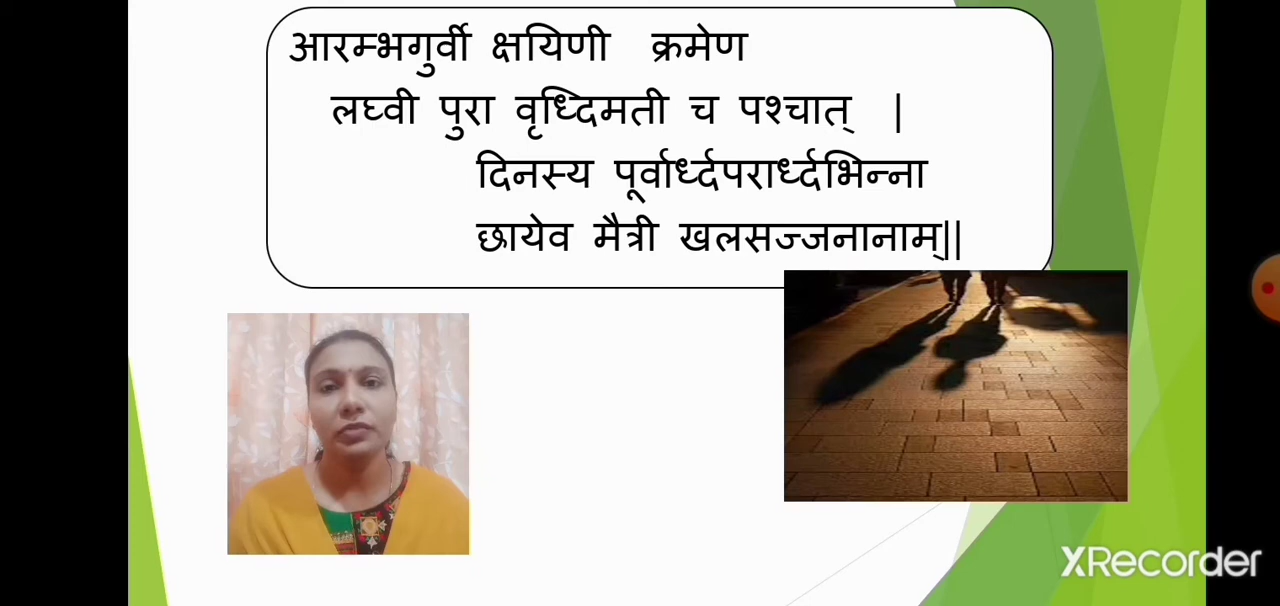 आरम्भगुर्वी क्षयिणी क्रमेण
लघ्वी पुरा वृध्दिमती च पश्चात् |
दिनस्य पूर्वार्ध्दपरार्ध्दभिन्ना
छायेव मैत्री खलसज्जनानाम्||
XRecorder